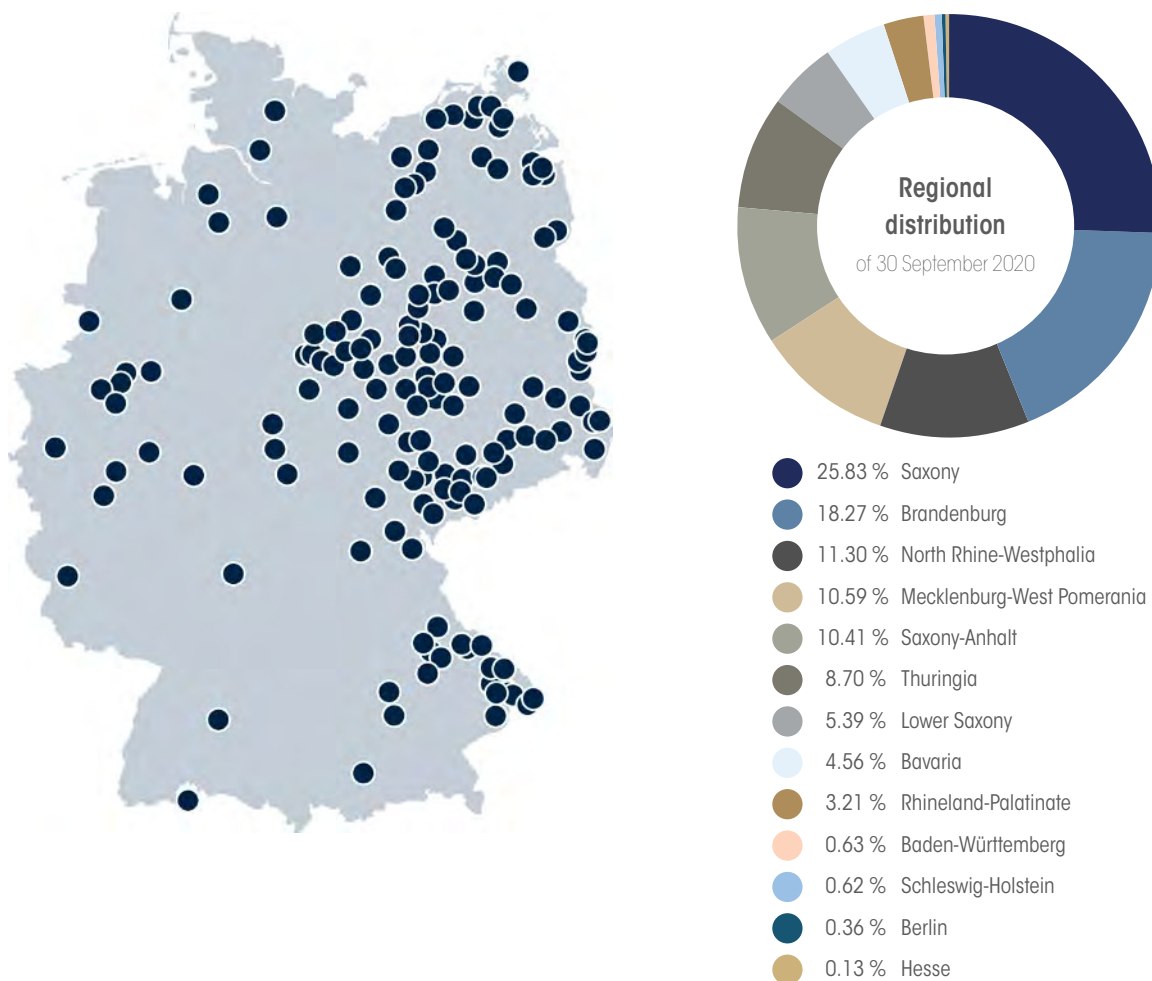 Regional
distribution
of 30 September 2020
25.83 % Saxony
18.27 % Brandenburg
11.30 % North Rhine-Westphalia
10.59 % Mecklenburg-West Pomerania
10.41 % Saxony-Anhalt
8.70 % Thuringia
5.39 % Lower Saxony
4.56 % Bavaria
3.21 % Rhineland-Palatinate
0.63 % Baden-Württemberg
0.62 % Schleswig-Holstein
0.36 % Berlin
0.13 % Hesse